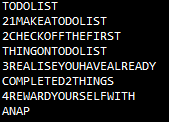 TODOLIST
21MAKEATODOLIST
2CHECKOFFTHEFIRST
THINGONTODOLIST
3REALISEYOUHAVEALREADY
COMPLETED2THINGS
4REWARDYOURSELFWITH
ANAP